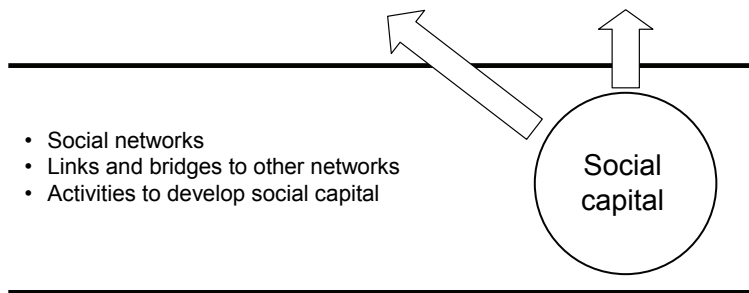 • Social networks
• Links and bridges to other networks
• Activities to develop social capital
Social
capital